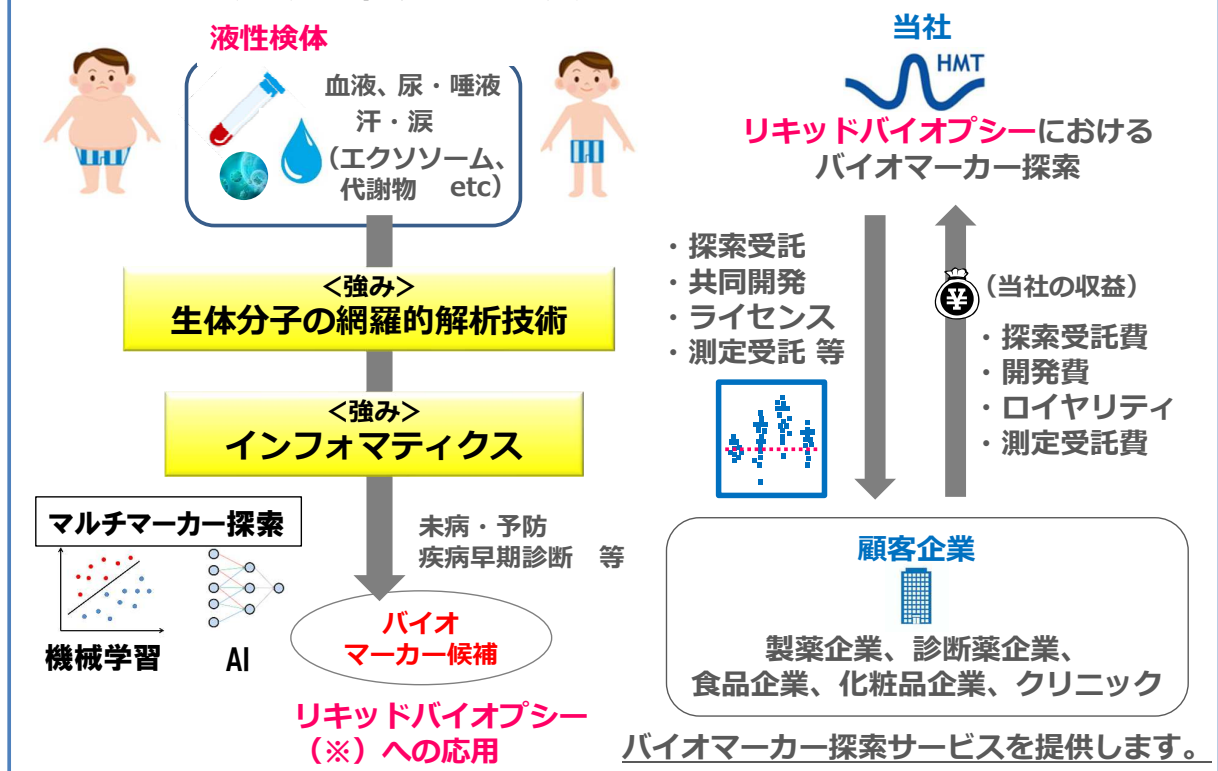 液性検体
血液、尿・唾液
汗・涙
（エクソソーム、
代謝物　etc）
＜強み＞
生体分子の網羅的解析技術
＜強み＞
インフォマティクス
マルチマーカー探索
機械学習
AI
未病・予防
疾病早期診断　等
バイオ
マーカー候補
リキッドバイオプシー
（※）への応用
当社
HMT
リキッドバイオプシーにおける
バイオマーカー探索
・探索受託
・共同開発
・ライセンス
・測定受託 等
¥
（当社の収益）
・探索受託費
・開発費
・ロイヤリティ
・測定受託費
顧客企業
製薬企業、診断薬企業、
食品企業、化粧品企業、クリニック
バイオマーカー探索サービスを提供します。